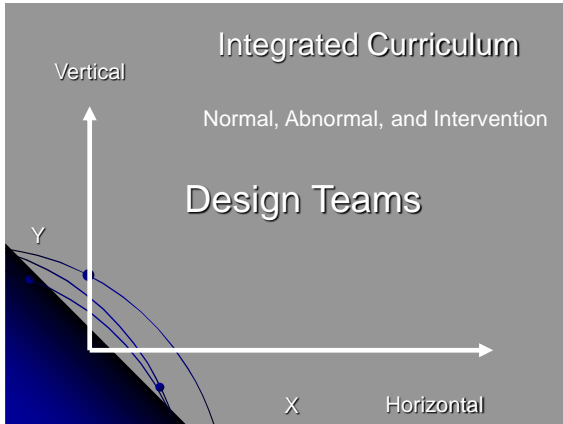 Integrated Curriculum
Vertical
Normal, Abnormal, and Intervention
Design Teams
Y
X
Horizontal